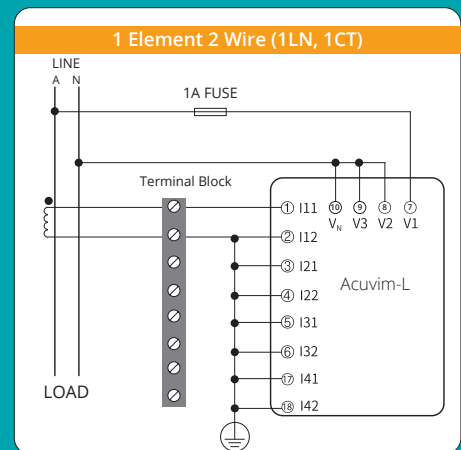 1 Element 2 Wire (1LN, 1CT)
LINE
A N
1A FUSE
Terminal Block
10 9 8 7
VN V3 V2 V1
1 I11
2 I12
3 I21
Acuvim-L
4 I22
5 I31
6 I32
17 I41
18 I42
LOAD